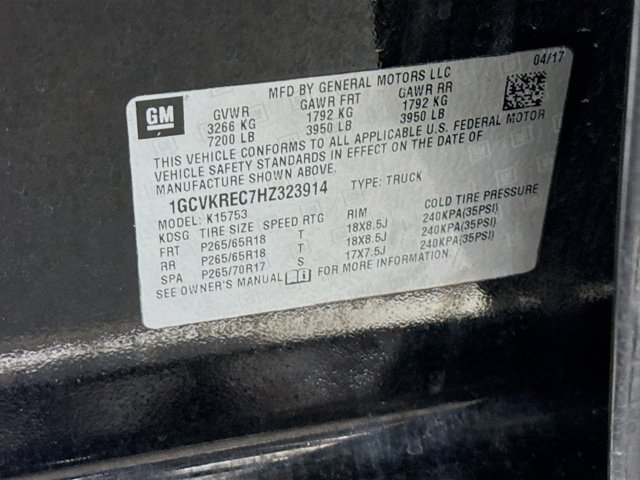 MFD BY GENERAL MOTORS LLC 04/17
GM
GVWR GAWR FRT GAWR RR
3266 KG 1792 KG 1792 KG
7200 LB 3950 LB 3950 LB
THIS VEHICLE CONFORMS TO ALL APPLICABLE U.S. FEDERAL MOTOR
VEHICLE SAFETY STANDARDS IN EFFECT ON THE DATE OF
MANUFACTURE SHOWN ABOVE.
1GCVKREC7HZ323914 TYPE: TRUCK
MODEL: K15753
KDSG TIRE SIZE SPEED RTG RIM COLD TIRE PRESSURE
FRT P265/65R18 T 18X8.5J 240KPA(35PSI)
RR P265/65R18 T 18X8.5J 240KPA(35PSI)
SPA P265/70R17 S 17X7.5J 240KPA(35PSI)
SEE OWNER'S MANUAL FOR MORE INFORMATION.